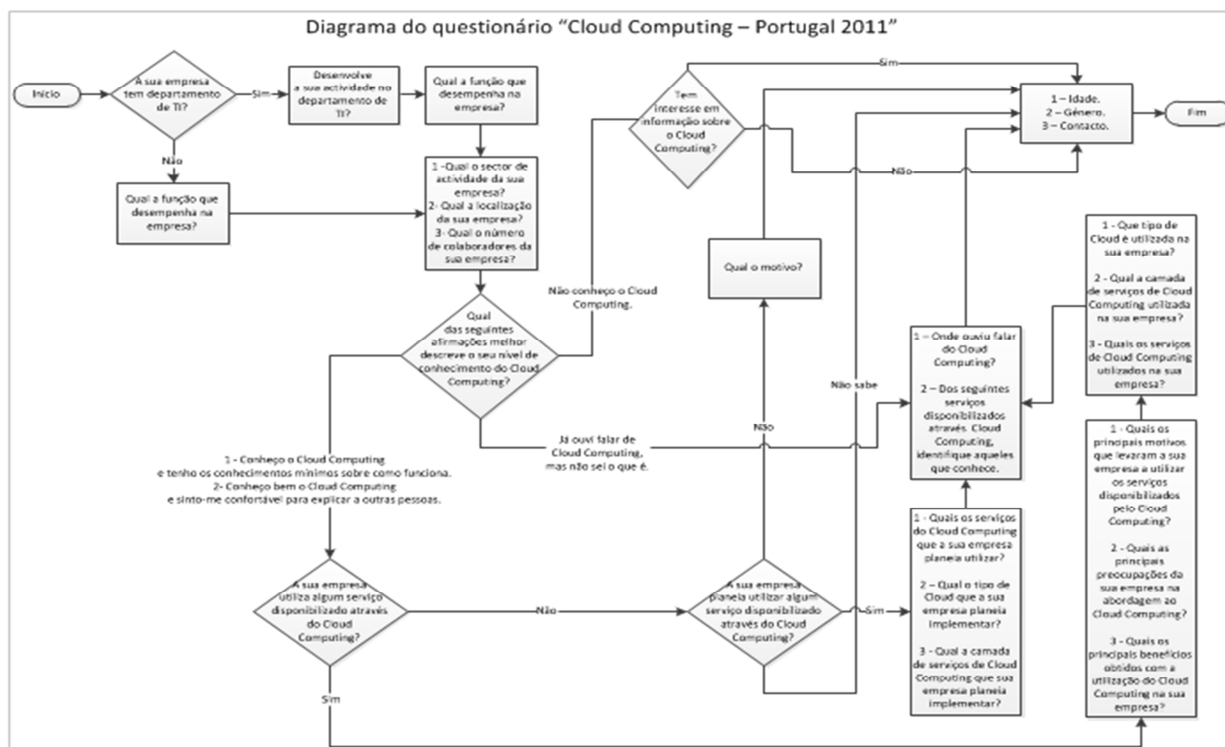 Diagrama do questionário “Cloud Computing – Portugal 2011”
Inicio
A sua empresa
tem departamento
de TI?
Sim
Desenvolve
a sua actividade no
departamento de
TI?
Qual a função que
desempenha na
empresa?
Não
Qual a função que
desempenha na
empresa?
1 -Qual o sector de
actividade da sua
empresa?
2- Qual a localização
da sua empresa?
3- Qual o número
de colaboradores da
sua empresa?
Qual
das seguintes
afirmações melhor
descreve o seu nível de
conhecimento do Cloud
Computing?
Não conheço o Cloud
Computing.
Tem
interesse em
informação sobre
o Cloud
Computing?
Sim
Não
1 – Idade.
2 – Género.
3 – Contacto.
Fim
Qual o motivo?
Não sabe
Não
Já ouvi falar de
Cloud Computing,
mas não sei o que é.
1 - Conheço o Cloud Computing
e tenho os conhecimentos mínimos sobre como funciona.
2- Conheço bem o Cloud Computing
e sinto-me confortável para explicar a outras pessoas.
A sua empresa
utiliza algum serviço
disponibilizado através
do Cloud
Computing?
Não
Sim
A sua empresa
planeia utilizar algum
serviço disponibilizado
através do Cloud
Computing?
Sim
1 - Quais os serviços
do Cloud Computing
que a sua empresa
planeia utilizar?
2 – Qual o tipo de
Cloud que a sua
empresa planeia
implementar?
3 - Qual a camada
de serviços de Cloud
Computing que sua
empresa planeia
implementar?
1 – Onde ouviu falar
do Cloud
Computing?
2 – Dos seguintes
serviços
disponibilizados
através. Cloud
Computing,
identifique aqueles
que conhece.
1 - Que tipo de
Cloud é utilizada na
sua empresa?
2 - Qual a camada
de serviços de Cloud
Computing utilizada
na sua empresa?
3 - Quais os serviços
de Cloud Computing
utilizados na sua
empresa?
1 - Quais os
principais motivos
que levaram a sua
empresa a utilizar
os serviços
disponibilizados
pelo Cloud
Computing?
2 - Quais as
principais
preocupações da
sua empresa na
abordagem ao
Cloud Computing?
3 - Quais os
principais benefícios
obtidos com a
utilização do Cloud
Computing na sua
empresa?